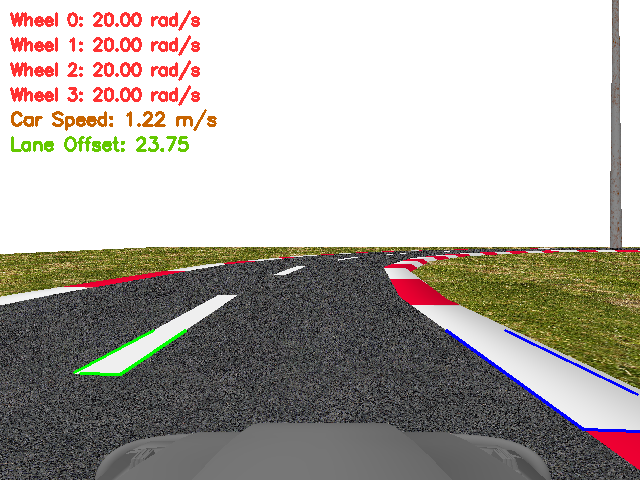 Wheel 0: 20.00 rad/s
Wheel 1: 20.00 rad/s
Wheel 2: 20.00 rad/s
Wheel 3: 20.00 rad/s
Car Speed: 1.22 m/s
Lane Offset: 23.75